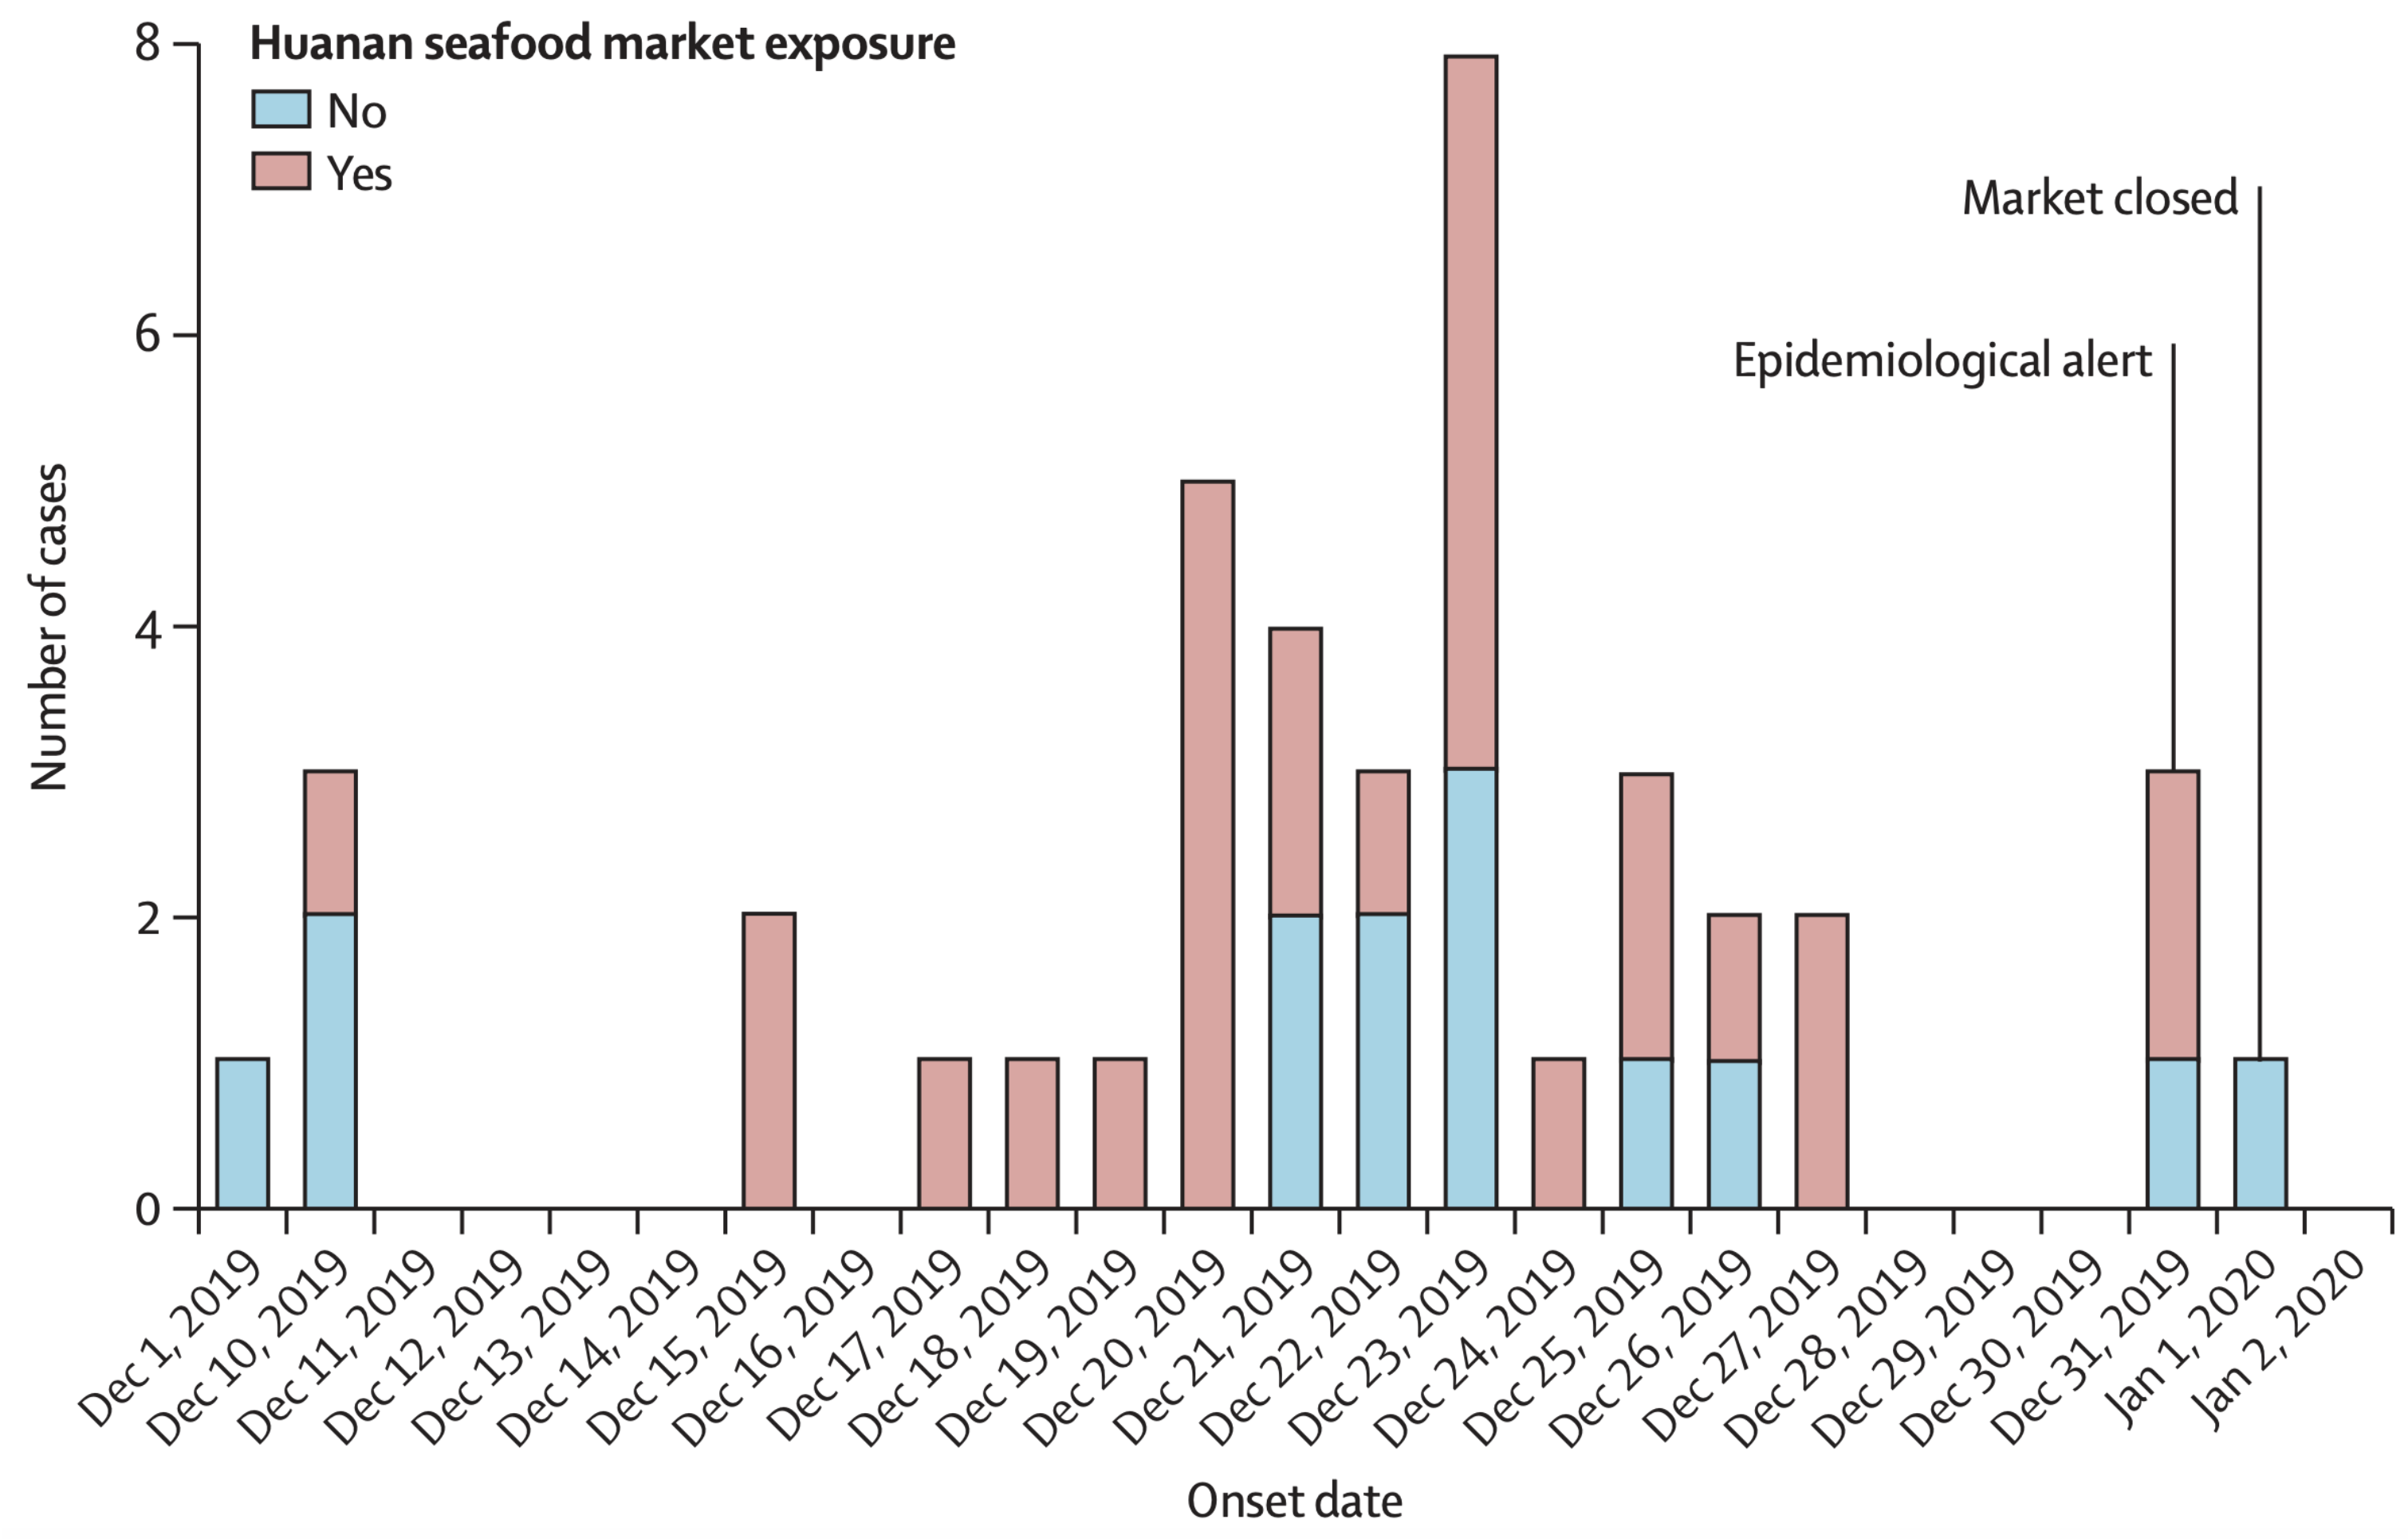 Huanan seafood market exposure
No
Yes
Market closed
Epidemiological alert
Number of cases
8
6
4
2
0
Dec 1, 2019
Dec 10, 2019
Dec 11, 2019
Dec 12, 2019
Dec 13, 2019
Dec 14, 2019
Dec 15, 2019
Dec 16, 2019
Dec 17, 2019
Dec 18, 2019
Dec 19, 2019
Dec 20, 2019
Dec 21, 2019
Dec 22, 2019
Dec 23, 2019
Dec 24, 2019
Dec 25, 2019
Dec 26, 2019
Dec 27, 2019
Dec 28, 2019
Dec 29, 2019
Dec 30, 2019
Dec 31, 2019
Jan 1, 2020
Jan 2, 2020
Onset date